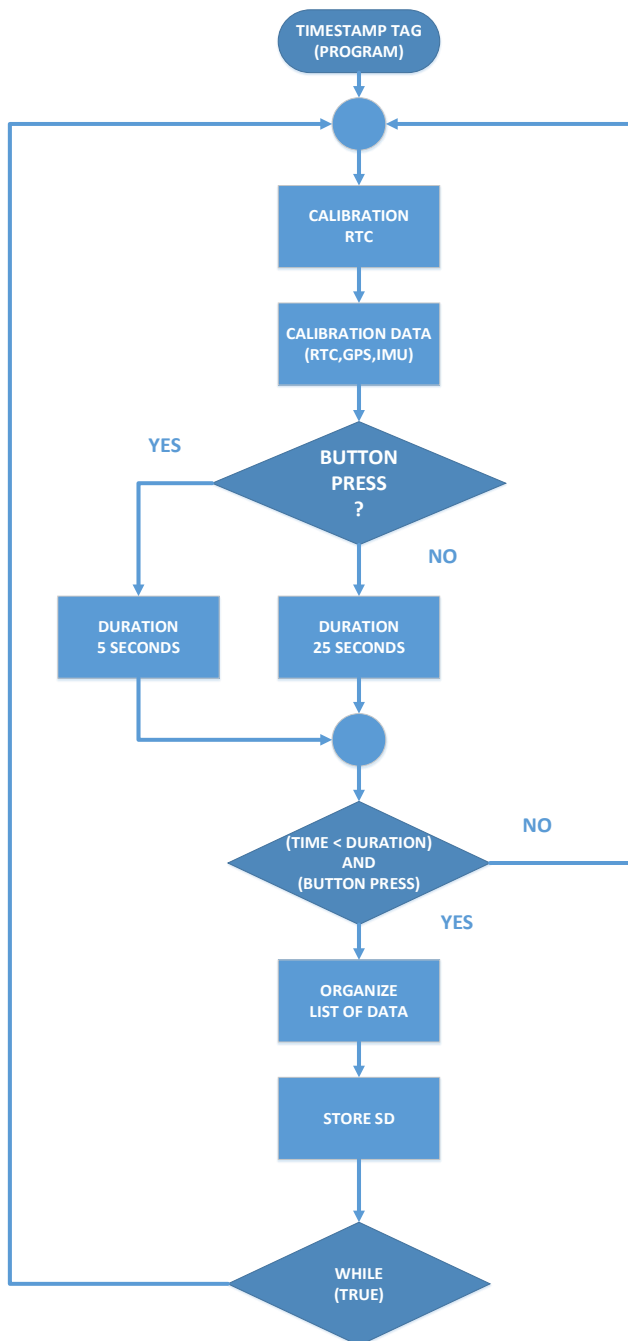 TIMESTAMP TAG
(PROGRAM)
CALIBRATION
RTC
CALIBRATION DATA
(RTC,GPS,IMU)
YES
BUTTON
PRESS
?
NO
DURATION
5 SECONDS
DURATION
25 SECONDS
(TIME < DURATION)
AND
(BUTTON PRESS)
NO
YES
ORGANIZE
LIST OF DATA
STORE SD
WHILE
(TRUE)